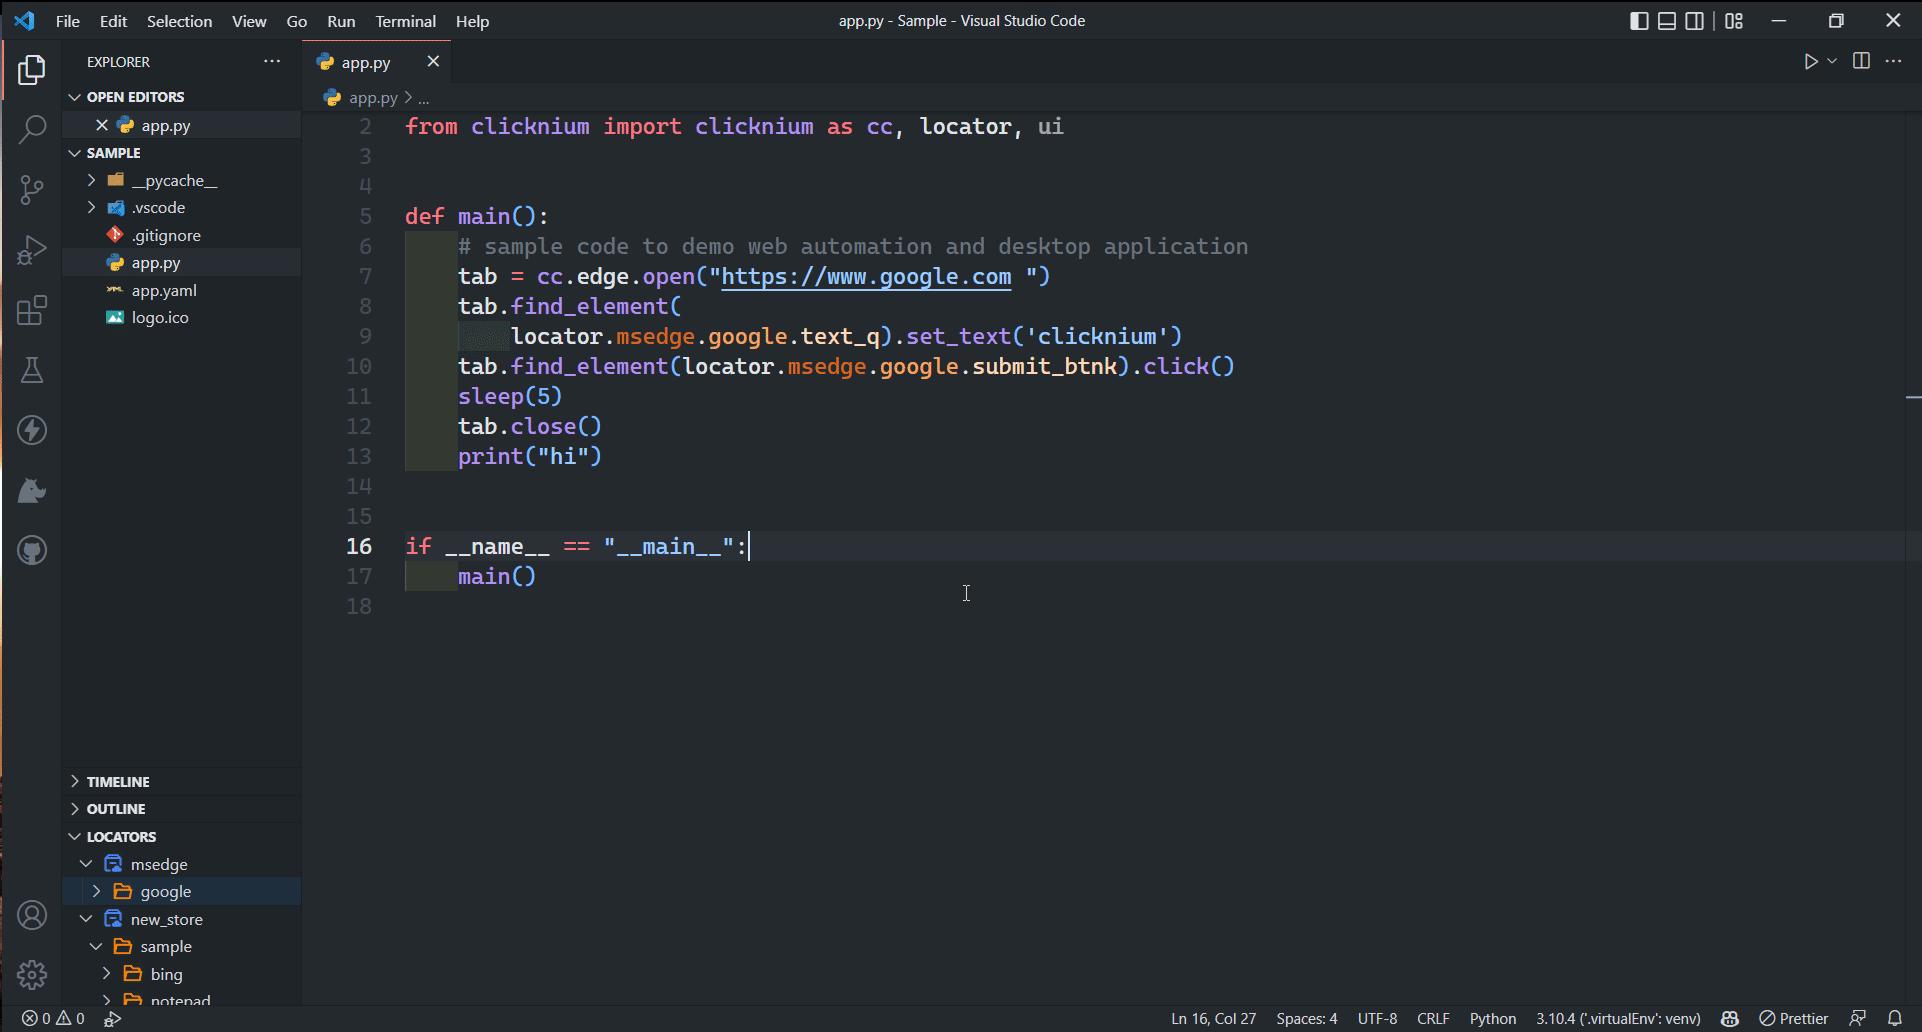 File Edit Selection View Go Run Terminal Help
app.py - Sample - Visual Studio Code
EXPLORER
OPEN EDITORS
app.py
SAMPLE
__pycache__
.vscode
.gitignore
app.py
app.yaml
logo.ico
TIMELINE
OUTLINE
LOCATORS
msedge
google
new_store
sample
bing
notepad
app.py
app.py > ...
2 from clicknium import clicknium as cc, locator, ui
3
4
5 def main():
6 # sample code to demo web automation and desktop application
7 tab = cc.edge.open("https://www.google.com ")
8 tab.find_element(
9 locator.msedge.google.text_q).set_text('clicknium')
10 tab.find_element(locator.msedge.google.submit_btnk).click()
11 sleep(5)
12 tab.close()
13 print("hi")
14
15
16 if __name__ == "__main__":
17 main()
18
0 0
Ln 16, Col 27 Spaces: 4 UTF-8 CRLF Python 3.10.4 ('.virtualEnv': venv) Prettier